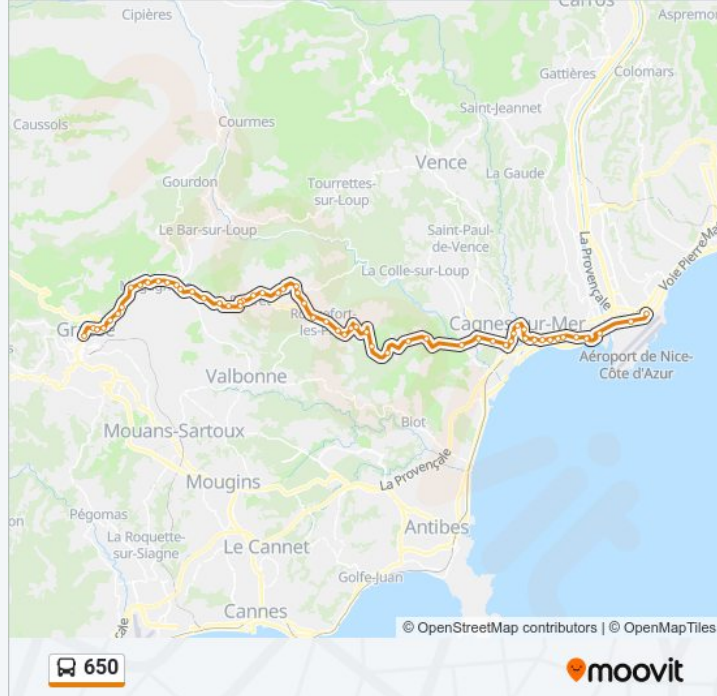 Carros
Cipières
Aspremon
Gattières
Colomars
Saint-Jeannet
Caussols
Courmes
Vence
La Gaude
Gourdon
Tourrettes-
sur-Loup
Le Bar-sur-Loup
Saint-Paul-
de-Vence
La Provençale
Voie Pierre-Ma
La Colle-sur-Loup
Cagnes-sur-Mer
Aéroport de Nice-
Côte d'Azur
Valbonne
Biot
Mouans-Sartoux
La Provençale
Mougins
Pégomas
Antibes
La Roquette-
sur-Siagne
Le Cannet
Golfe-Juan
Cannes
© OpenStreetMap contributors | © OpenMapTiles
650
moovit